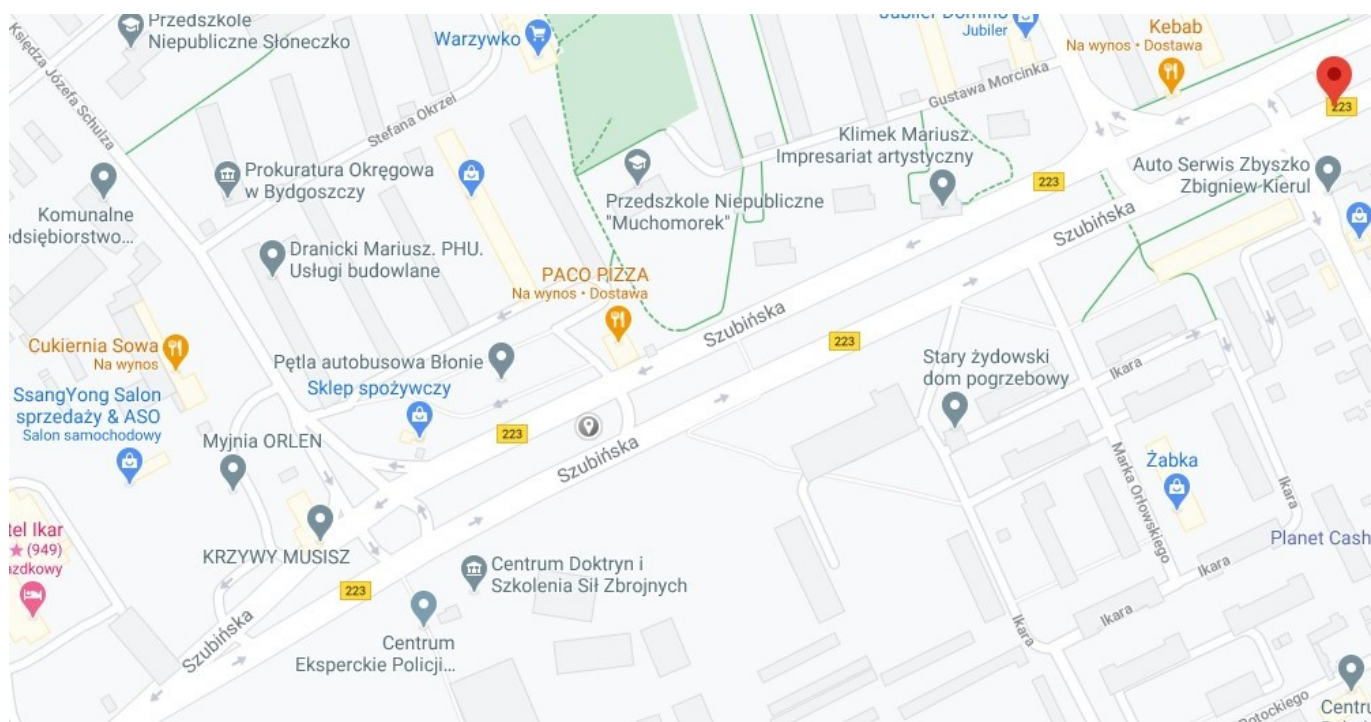 Przedszkole
Niepubliczne Słoneczko
Księdza Józefa Schulza
Warzywko
Jubiler Domino
Jubiler
Kebab
Na wynos • Dostawa
223
Gustawa Morcinka
Stefana Okrzei
Klimek Mariusz.
Impresariat artystyczny
Prokuratura Okręgowa
w Bydgoszczy
Auto Serwis Zbyszko
Zbigniew Kierul
223
Przedszkole Niepubliczne
"Muchomorek"
Komunalne
edsiębiorstwo...
Szubińska
Dranicki Mariusz. PHU.
Usługi budowlane
PACO PIZZA
Na wynos • Dostawa
Szubińska
223
Cukiernia Sowa
Na wynos
Pętla autobusowa Błonie
Stary żydowski
dom pogrzebowy
Ikara
Sklep spożywczy
SsangYong Salon
sprzedaży & ASO
Salon samochodowy
223
Myjnia ORLEN
Szubińska
Marka Orłowskiego
Żabka
Ikara
tel Ikar
(949)
azdkowy
KRZYWY MUSISZ
Planet Cash
Centrum Doktryn i
Szkolenia Sił Zbrojnych
Ikara
223
Ikara
Szubińska
Centrum
Eksperckie Policji...
Ikara
Potockiego
Centru